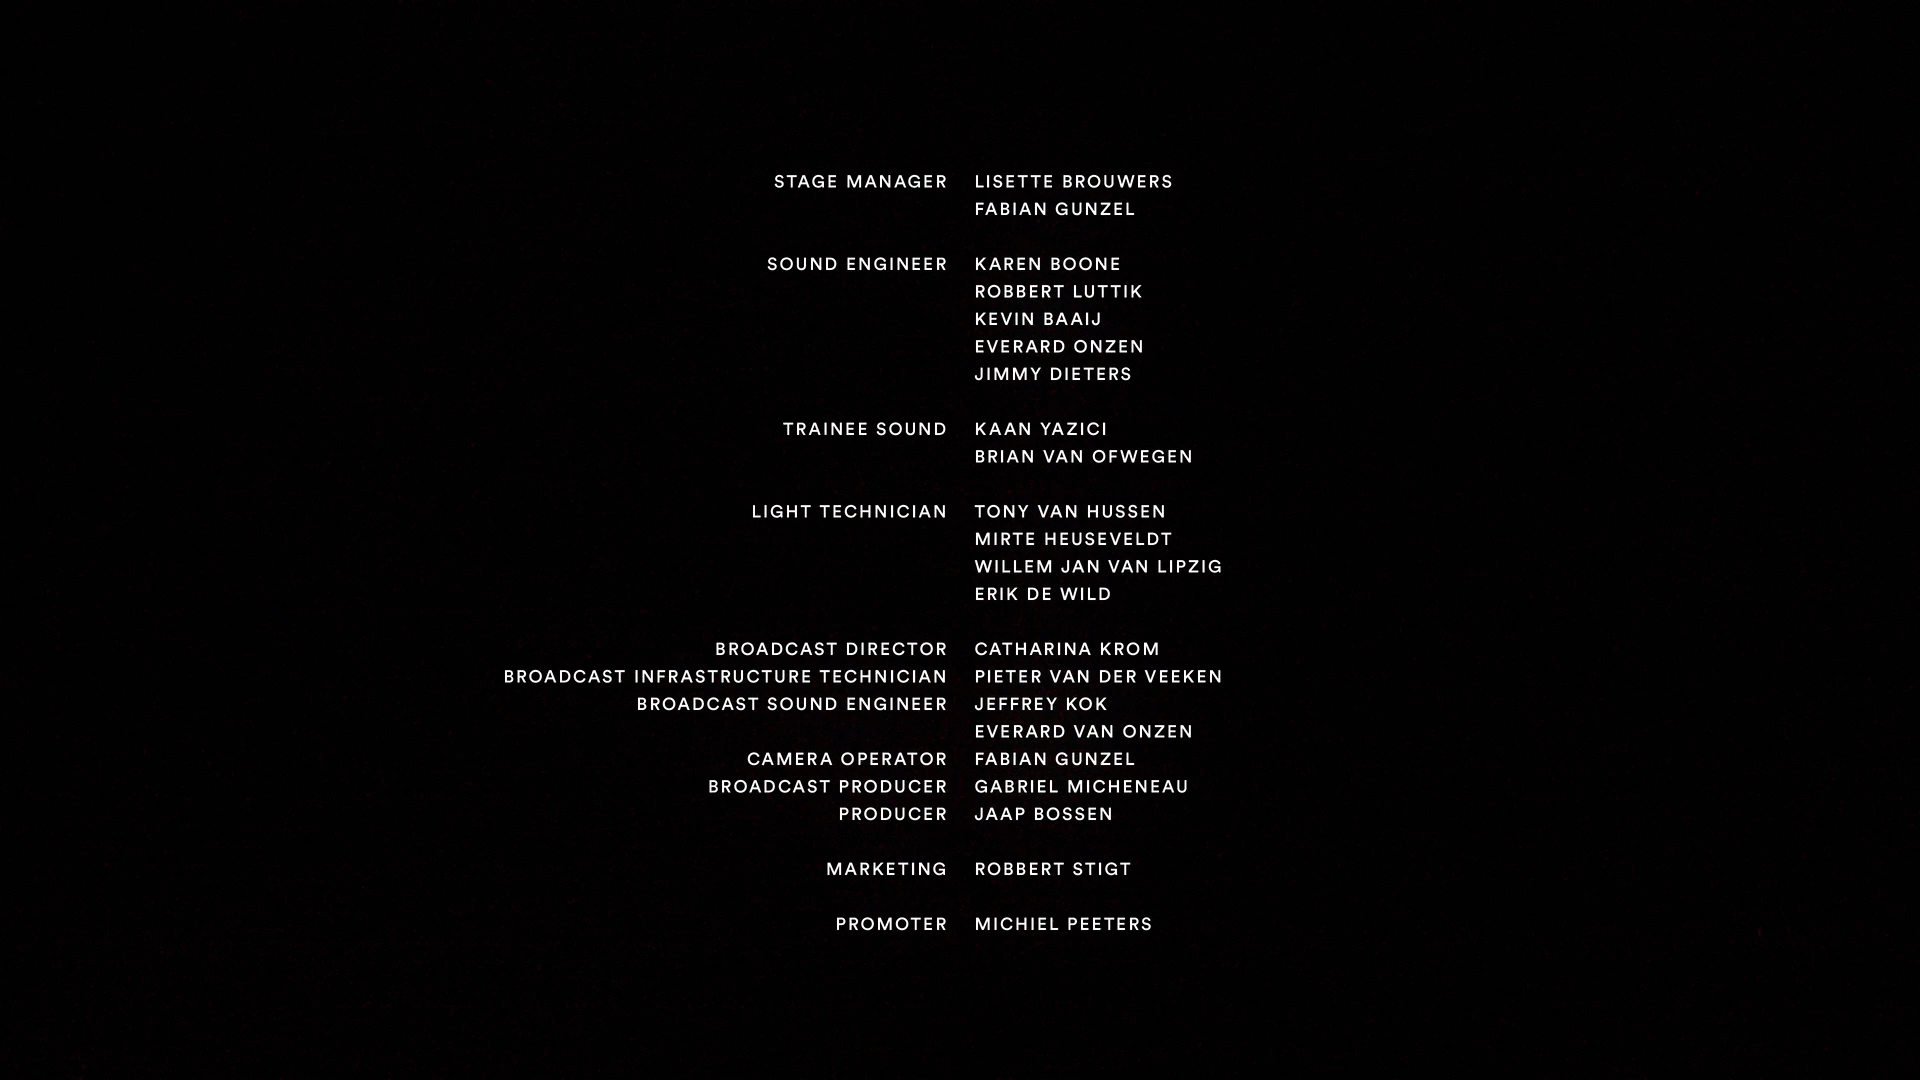 STAGE MANAGER LISETTE BROUWERS
FABIAN GUNZEL
SOUND ENGINEER KAREN BOONE
ROBBERT LUTTIK
KEVIN BAAIJ
EVERARD ONZEN
JIMMY DIETERS
TRAINEE SOUND KAAN YAZICI
BRIAN VAN OFWEGEN
LIGHT TECHNICIAN TONY VAN HUSSEN
MIRTE HEUSEVELDT
WILLEM JAN VAN LIPZIG
ERIK DE WILD
BROADCAST DIRECTOR CATHARINA KROM
BROADCAST INFRASTRUCTURE TECHNICIAN PIETER VAN DER VEEKEN
BROADCAST SOUND ENGINEER JEFFREY KOK
EVERARD VAN ONZEN
CAMERA OPERATOR FABIAN GUNZEL
BROADCAST PRODUCER GABRIEL MICHENEAU
PRODUCER JAAP BOSSEN
MARKETING ROBBERT STIGT
PROMOTER MICHIEL PEETERS